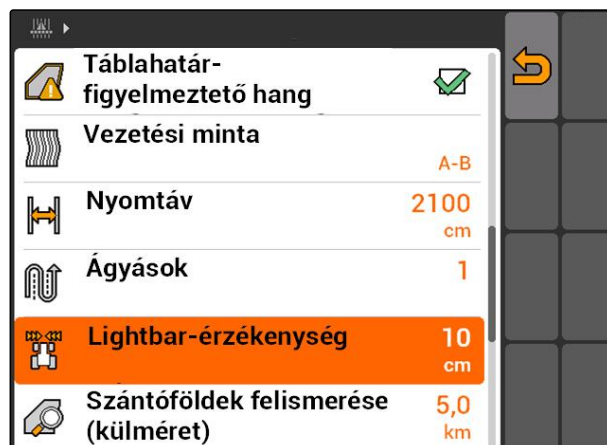 Táblahatár-
figyelmeztető hang
Vezetési minta
A-B
Nyomtáv
2100
cm
Ágyások
1
Lightbar-érzékenység
10
cm
Szántóföldek felismerése
(külméret)
5,0
km